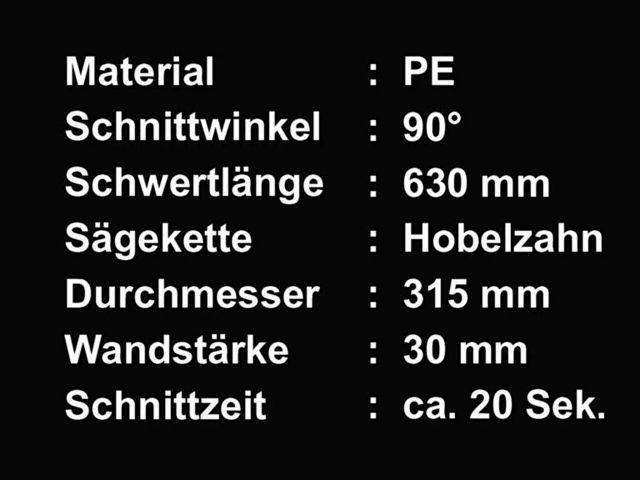 Material : PE
Schnittwinkel : 90°
Schwertlänge : 630 mm
Sägekette : Hobelzahn
Durchmesser : 315 mm
Wandstärke : 30 mm
Schnittzeit : ca. 20 Sek.